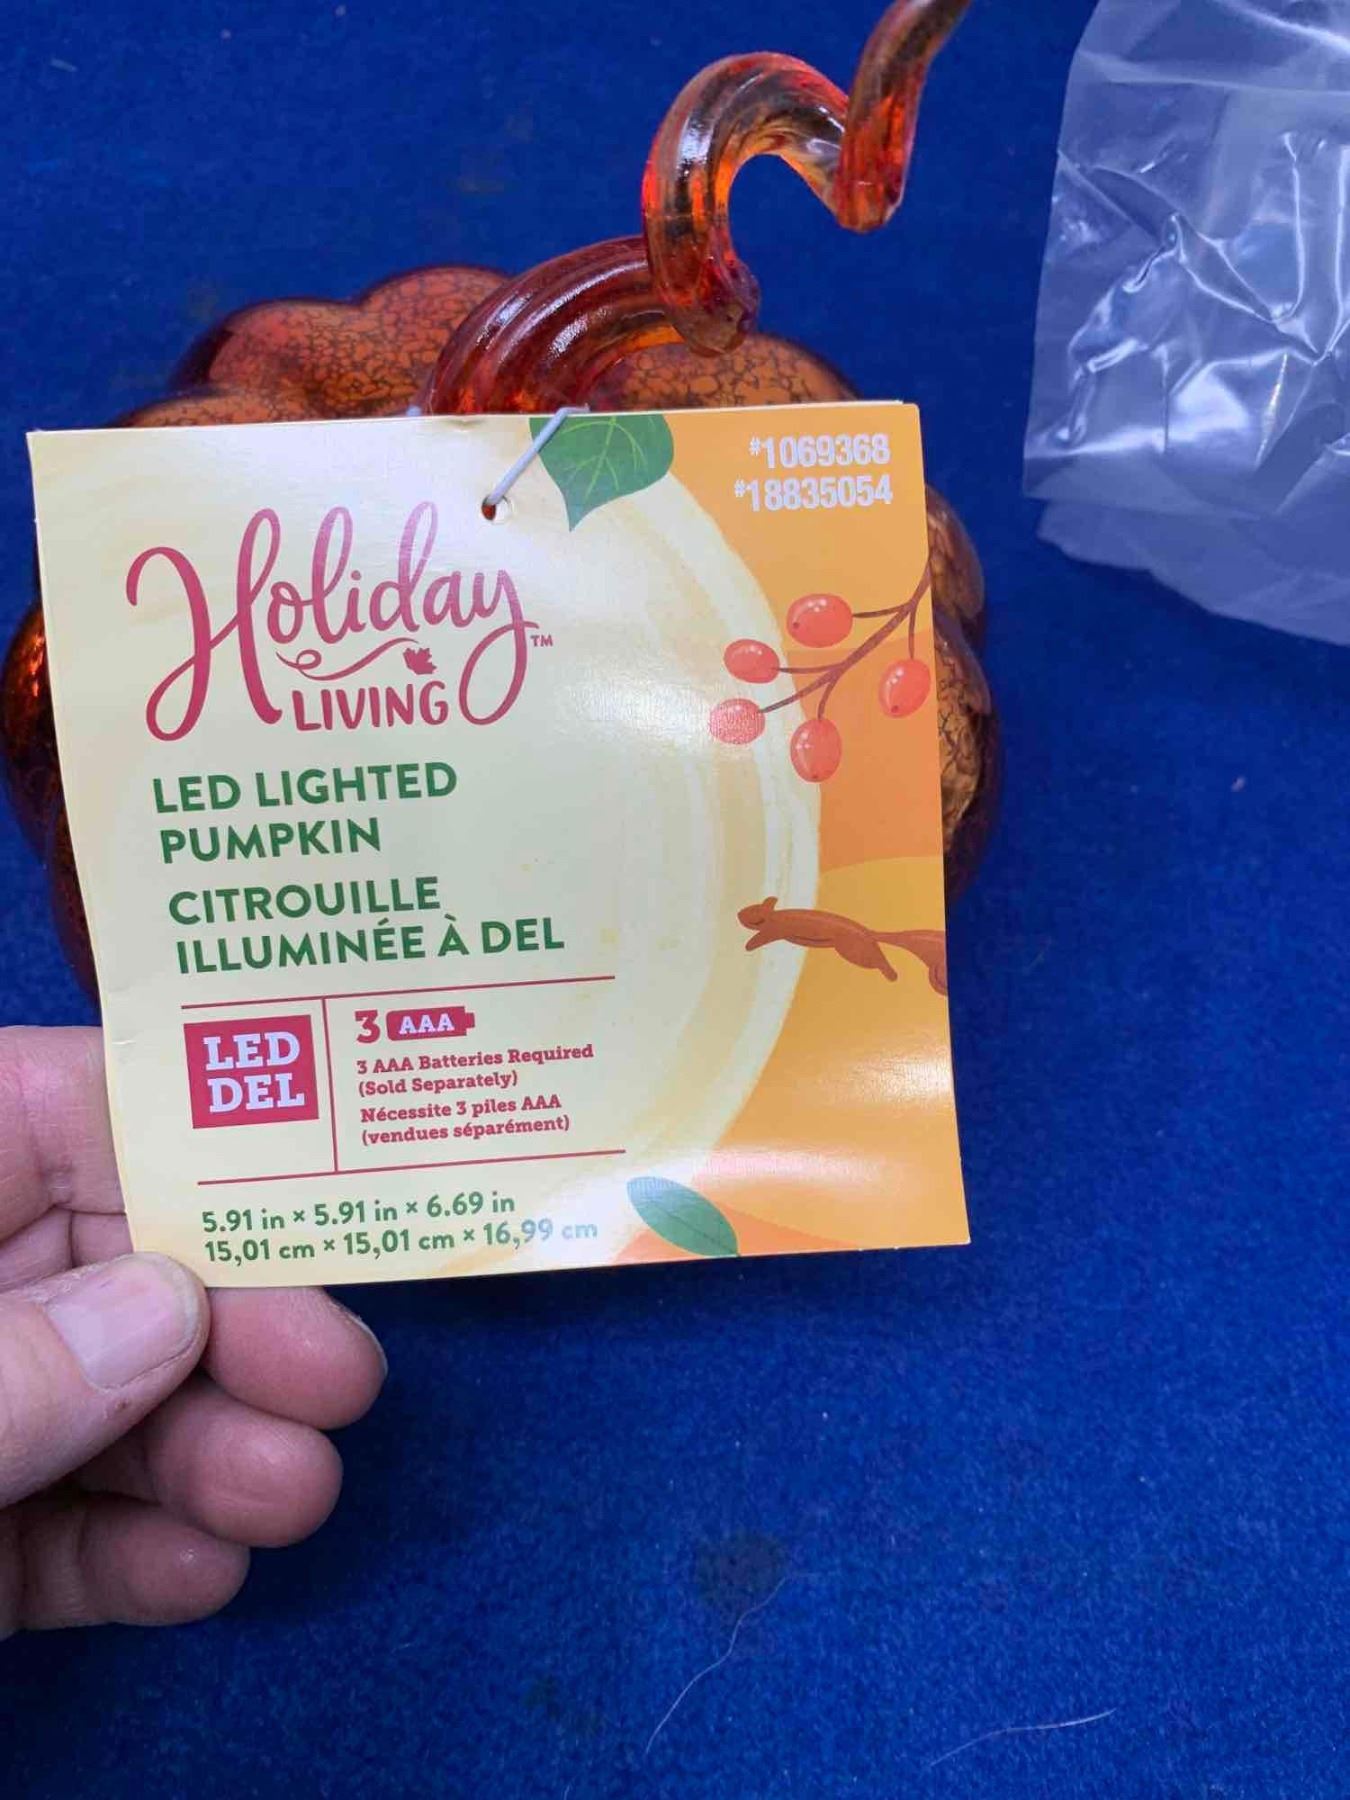 #1069368
#18835054
Holiday
LIVING™
LED LIGHTED
PUMPKIN
CITROUILLE
ILLUMINÉE À DEL
LED
DEL
3 AAA
3 AAA Batteries Required
(Sold Separately)
Nécessite 3 piles AAA
(vendues séparément)
5.91 in × 5.91 in × 6.69 in
15,01 cm × 15,01 cm × 16,99 cm